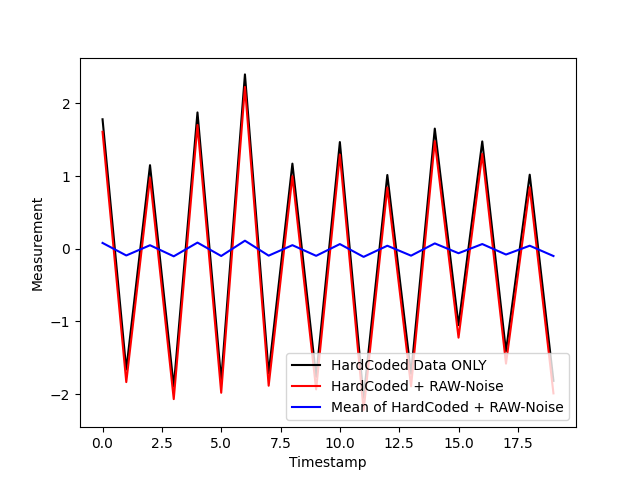 2
1
0
−1
−2
Measurement
HardCoded Data ONLY
HardCoded + RAW-Noise
Mean of HardCoded + RAW-Noise
0.0 2.5 5.0 7.5 10.0 12.5 15.0 17.5
Timestamp